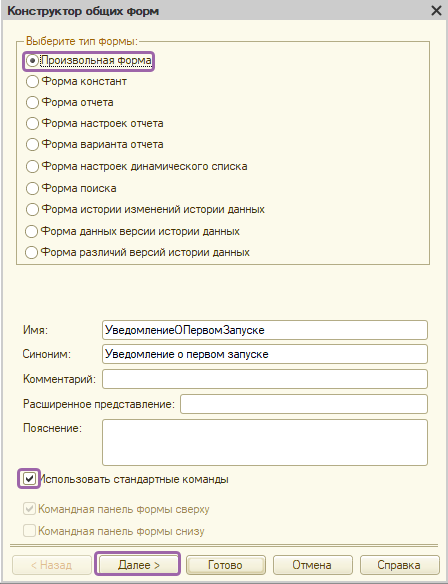 Конструктор общих форм
Выберите тип формы:
Произвольная форма
Форма констант
Форма отчета
Форма настроек отчета
Форма варианта отчета
Форма настроек динамического списка
Форма поиска
Форма истории изменений истории данных
Форма данных версии истории данных
Форма различий версий истории данных
Имя: УведомлениеОПервомЗапуске
Синоним: Уведомление о первом запуске
Комментарий:
Расширенное представление:
Пояснение:
Использовать стандартные команды
Командная панель формы сверху
Командная панель формы снизу
< Назад Далее > Готово Отмена Справка